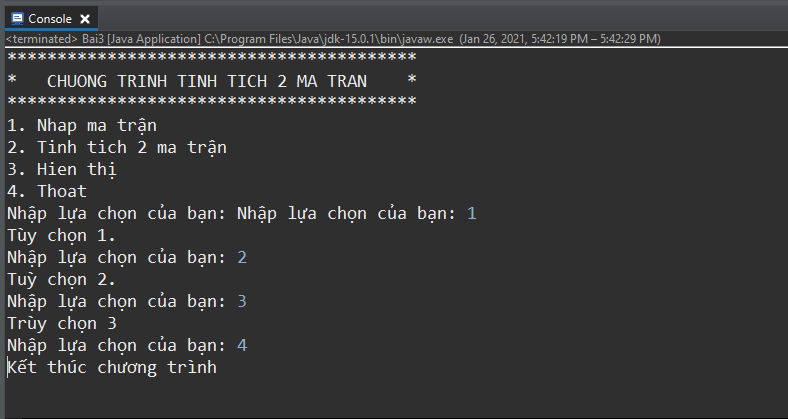 Console
<terminated> Bai3 [Java Application] C:\Program Files\Java\jdk-15.0.1\bin\javaw.exe (Jan 26, 2021, 5:42:19 PM – 5:42:29 PM)
*****************************************
* CHUONG TRINH TINH TICH 2 MA TRAN *
*****************************************
1. Nhap ma trận
2. Tinh tich 2 ma trận
3. Hien thị
4. Thoat
Nhập lựa chọn của bạn: Nhập lựa chọn của bạn: 1
Tùy chọn 1.
Nhập lựa chọn của bạn: 2
Tuỳ chọn 2.
Nhập lựa chọn của bạn: 3
Trùy chọn 3
Nhập lựa chọn của bạn: 4
Kết thúc chương trình